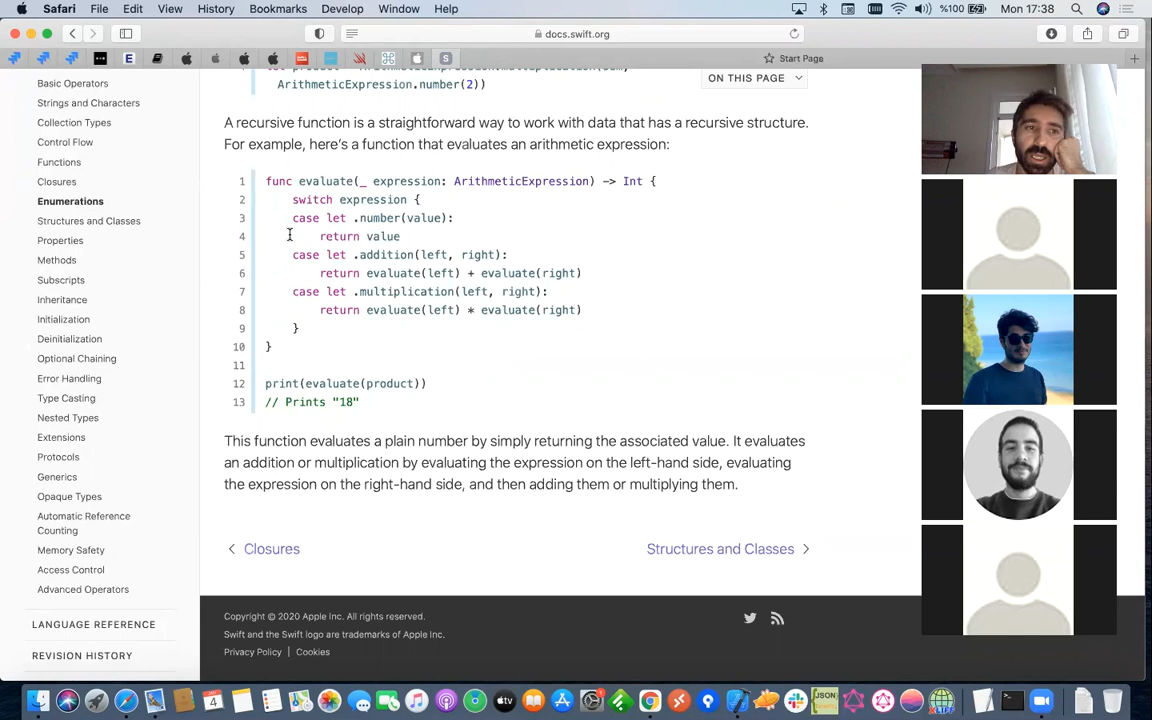 Safari File Edit View History Bookmarks Develop Window Help %100 Mon 17:38
docs.swift.org
E S Start Page
Basic Operators
Strings and Characters
Collection Types
Control Flow
Functions
Closures
Enumerations
Structures and Classes
Properties
Methods
Subscripts
Inheritance
Initialization
Deinitialization
Optional Chaining
Error Handling
Type Casting
Nested Types
Extensions
Protocols
Generics
Opaque Types
Automatic Reference
Counting
Memory Safety
Access Control
Advanced Operators
LANGUAGE REFERENCE
REVISION HISTORY
ON THIS PAGE
ArithmeticExpression.number(2))
A recursive function is a straightforward way to work with data that has a recursive structure.
For example, here’s a function that evaluates an arithmetic expression:
1 func evaluate(_ expression: ArithmeticExpression) -> Int {
2 switch expression {
3 case let .number(value):
4 return value
5 case let .addition(left, right):
6 return evaluate(left) + evaluate(right)
7 case let .multiplication(left, right):
8 return evaluate(left) * evaluate(right)
9 }
10 }
11
12 print(evaluate(product))
13 // Prints "18"
This function evaluates a plain number by simply returning the associated value. It evaluates
an addition or multiplication by evaluating the expression on the left-hand side, evaluating
the expression on the right-hand side, and then adding them or multiplying them.
Closures
Structures and Classes
Copyright © 2020 Apple Inc. All rights reserved.
Swift and the Swift logo are trademarks of Apple Inc.
Privacy Policy | Cookies
4
tv
JSON
XLIFF